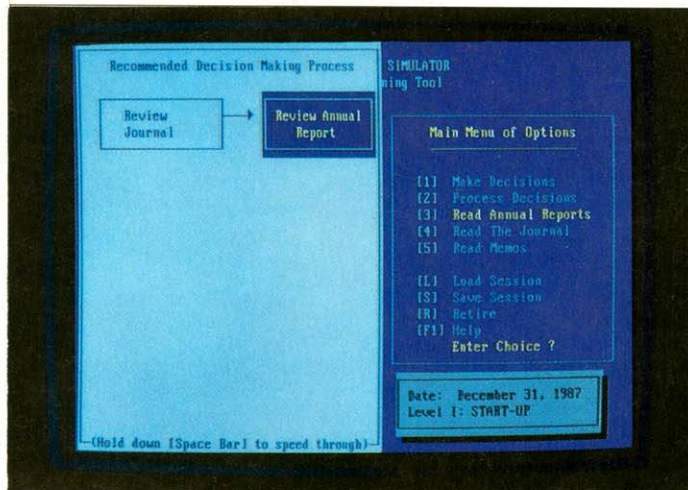 Recommended Decision Making Process
Review
Journal
Review Annual
Report
(Hold down [Space Bar] to speed through)
SIMULATOR
ning Tool
Main Menu of Options
[1] Make Decisions
[2] Process Decisions
[3] Read Annual Reports
[4] Read The Journal
[5] Read Memos
[L] Load Session
[S] Save Session
[R] Retire
[F1] Help
Enter Choice ?
Date: December 31, 1987
Level I: START-UP